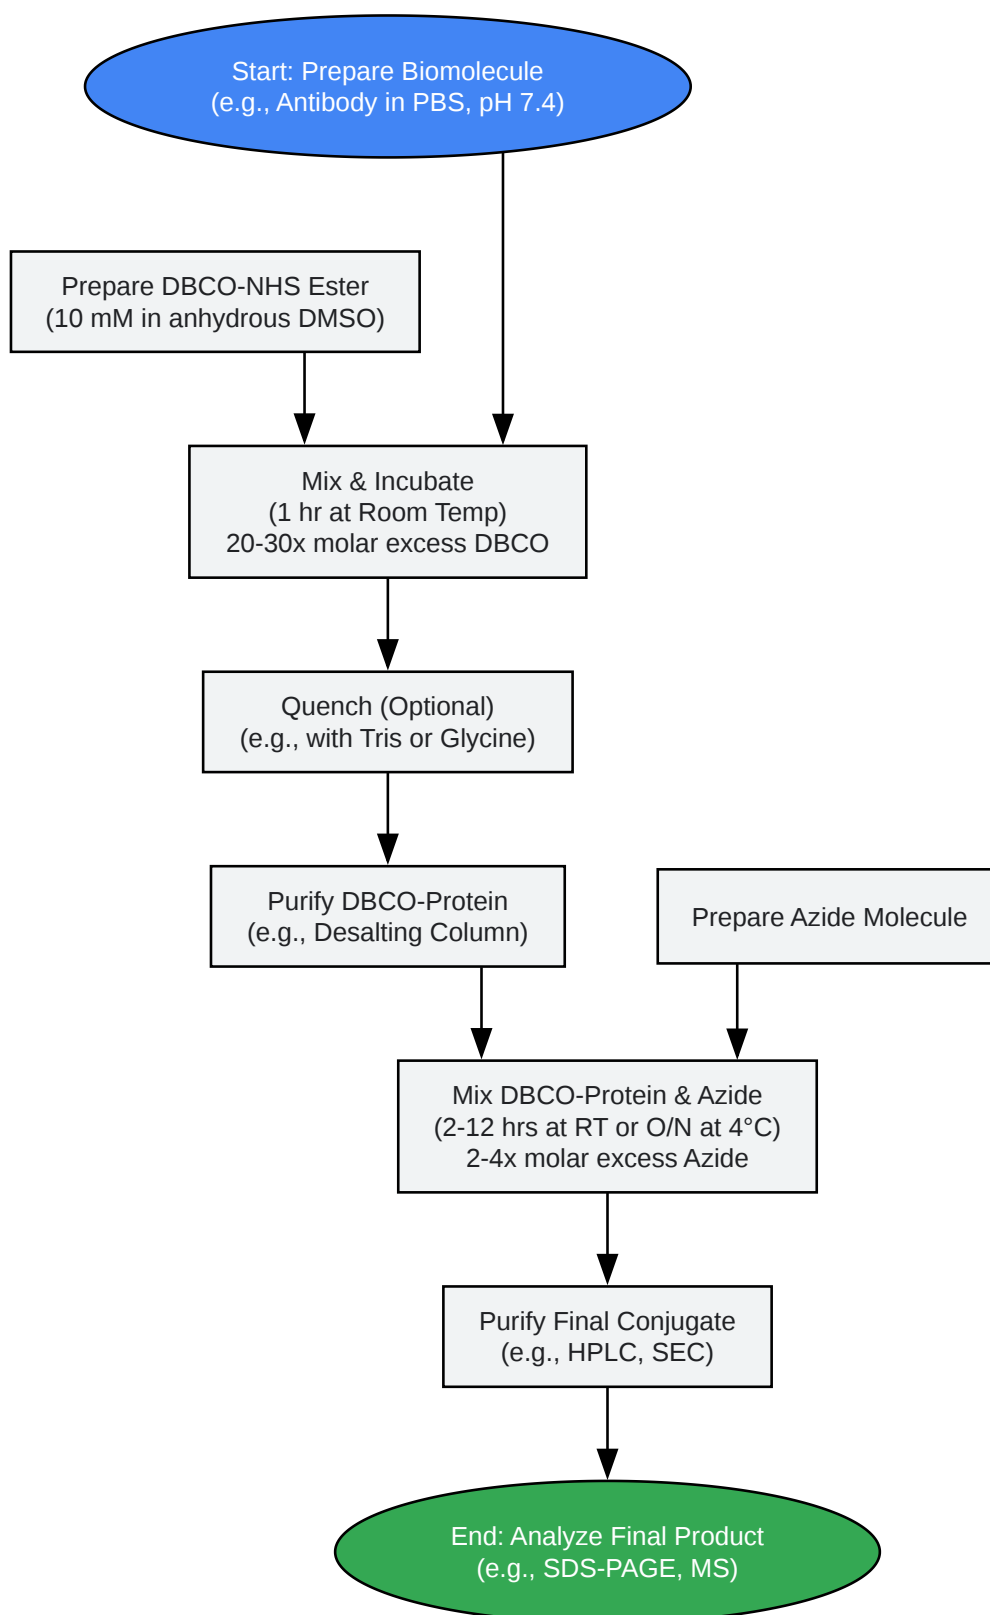 Start: Prepare Biomolecule
(e.g., Antibody in PBS, pH 7.4)
Prepare DBCO-NHS Ester
(10 mM in anhydrous DMSO)
Mix & Incubate
(1 hr at Room Temp)
20-30x molar excess DBCO
Quench (Optional)
(e.g., with Tris or Glycine)
Purify DBCO-Protein
(e.g., Desalting Column)
Prepare Azide Molecule
Mix DBCO-Protein & Azide
(2-12 hrs at RT or O/N at 4°C)
2-4x molar excess Azide
Purify Final Conjugate
(e.g., HPLC, SEC)
End: Analyze Final Product
(e.g., SDS-PAGE, MS)